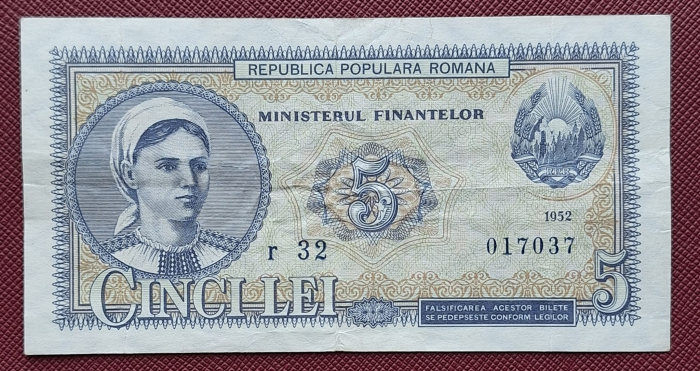 REPUBLICA POPULARA ROMANA
MINISTERUL FINANTELOR
5
1952
r 32
017037
CINCI LEI
5
FALSIFICAREA ACESTOR BILETE
SE PEDEPSESTE CONFORM LEGILOR